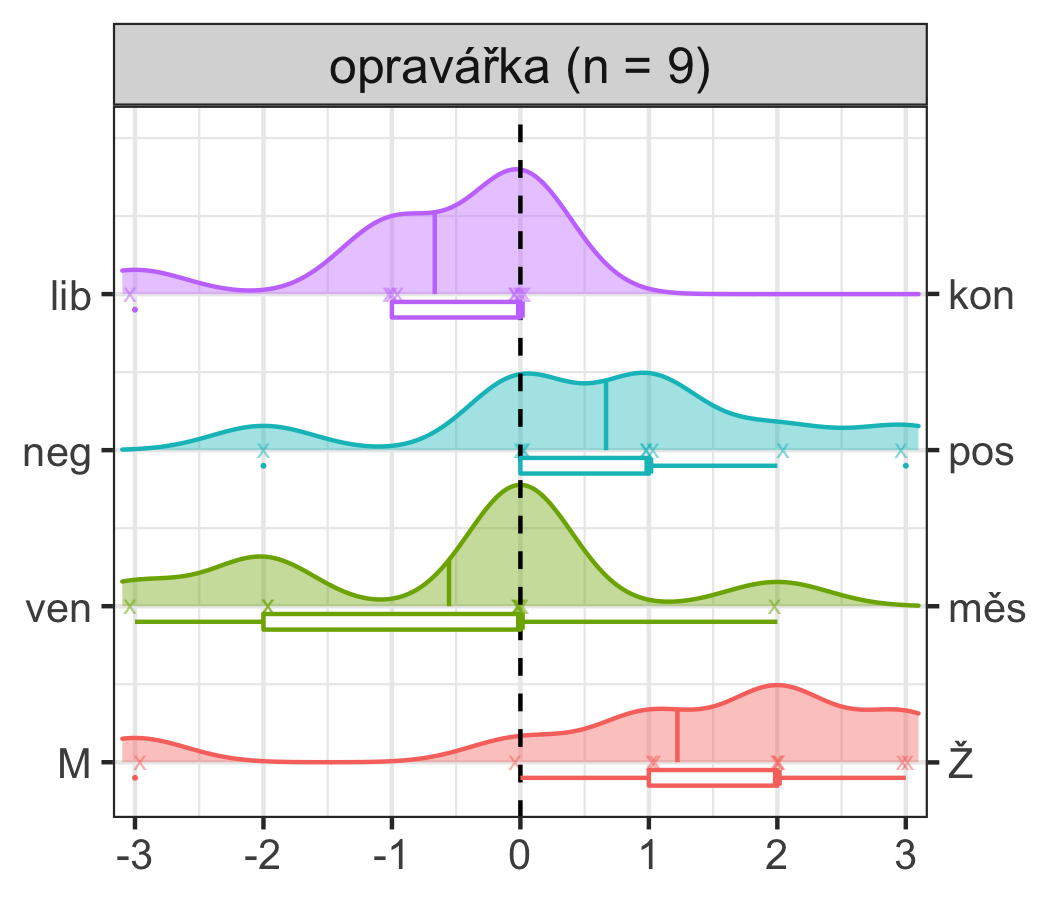 opravářka (n = 9)
lib kon
neg pos
ven měs
M Ž
-3 -2 -1 0 1 2 3